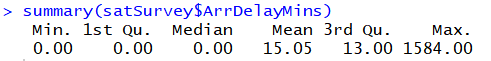 > summary(satSurvey$ArrDelayMins)
Min. 1st Qu. Median Mean 3rd Qu. Max.
0.00 0.00 0.00 15.05 13.00 1584.00